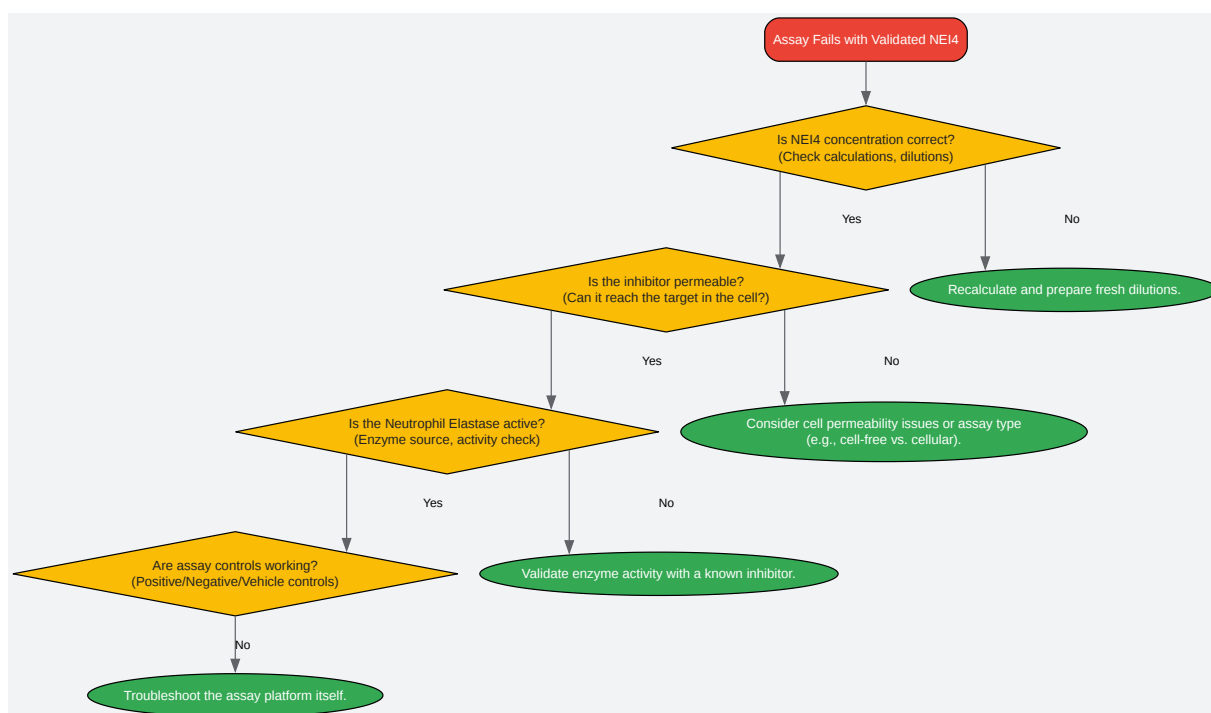 Assay Fails with Validated NEI4
Is NEI4 concentration correct?
(Check calculations, dilutions)
Yes
No
Is the inhibitor permeable?
(Can it reach the target in the cell?)
Recalculate and prepare fresh dilutions.
Yes
No
Is the Neutrophil Elastase active?
(Enzyme source, activity check)
Consider cell permeability issues or assay type
(e.g., cell-free vs. cellular).
Yes
No
Are assay controls working?
(Positive/Negative/Vehicle controls)
Validate enzyme activity with a known inhibitor.
No
Troubleshoot the assay platform itself.